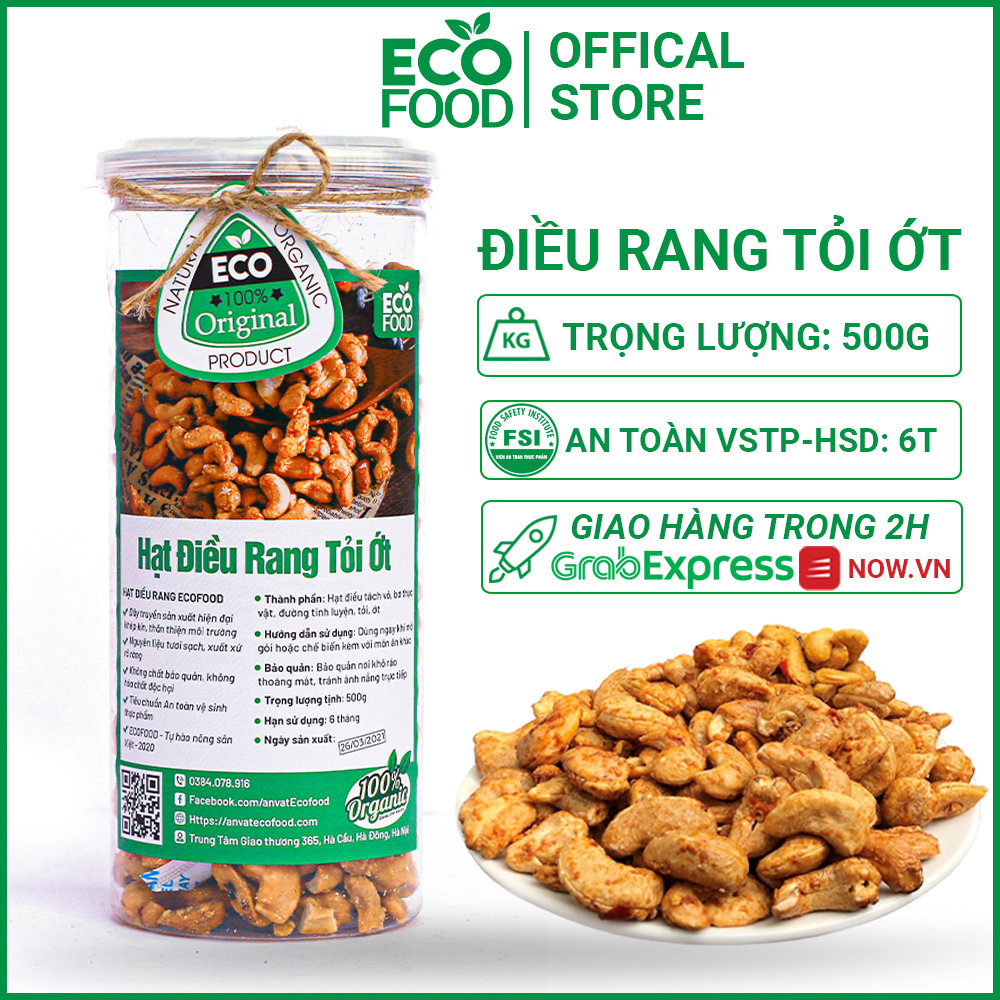 ECO
FOOD
OFFICAL
STORE
ĐIỀU RANG TỎI ỚT
KG
TRỌNG LƯỢNG: 500G
FOOD SAFETY INSTITUTE
FSI
VIỆN AN TOÀN THỰC PHẨM
AN TOÀN VSTP-HSD: 6T
GIAO HÀNG TRONG 2H
GrabExpress
NOW.VN
NATURAL
ORGANIC
ECO
100%
Original
PRODUCT
ECO
FOOD
Hạt Điều Rang Tỏi Ớt
HẠT ĐIỀU RANG ECOFOOD
Dây truyền sản xuất hiện đại
khép kín, thân thiện môi trường
Nguyên liệu tươi sạch, xuất xứ
rõ ràng
Không chất bảo quản, không
hóa chất độc hại
Tiêu chuẩn An toàn vệ sinh
thực phẩm
ECOFOOD - Tự hào nông sản
Việt - 2020
• Thành phần: Hạt điều tách vỏ, bơ thực
vật, đường tinh luyện, tỏi, ớt
• Hướng dẫn sử dụng: Dùng ngay khi mở
gói hoặc chế biến kèm với món ăn khác
• Bảo quản: Bảo quản nơi khô ráo
thoáng mát, tránh ánh nắng trực tiếp
• Trọng lượng tịnh: 500g
• Hạn sử dụng: 6 tháng
• Ngày sản xuất: 26/03/2021
0384.078.916
Facebook.com/anvatEcofood
Https://anvatecofood.com
Trung Tâm Giao thương 365, Hà Cầu, Hà Đông, Hà Nội
100%
Organic